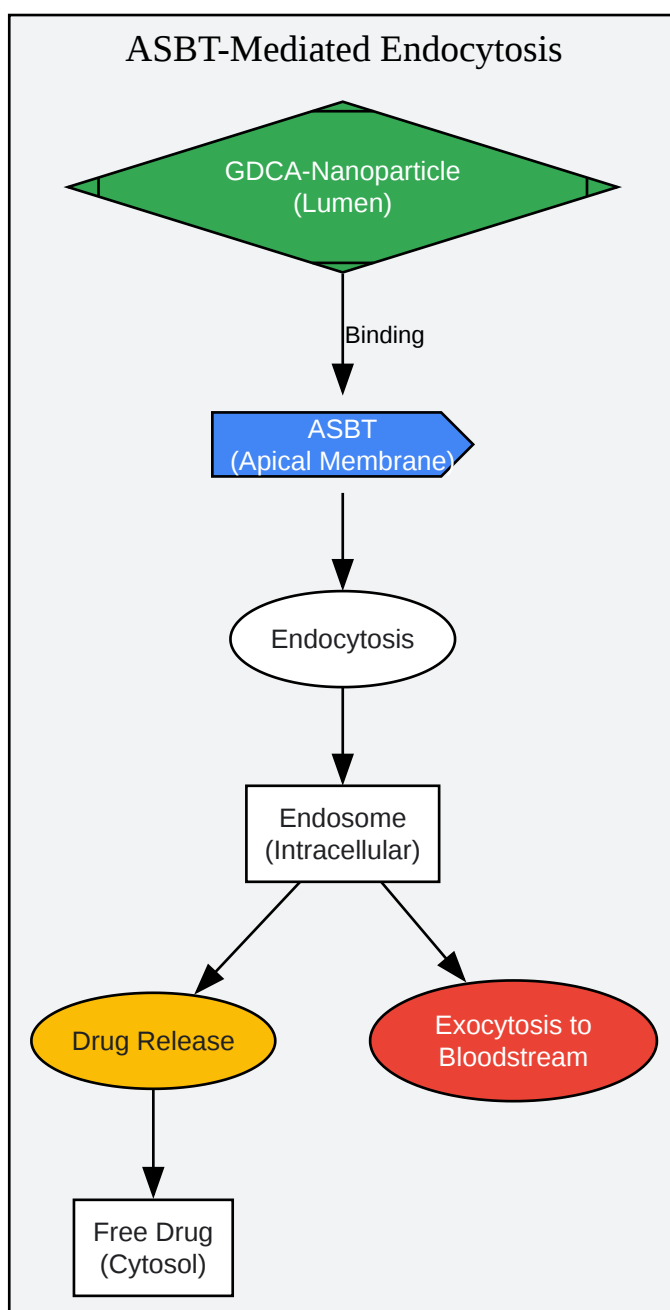 ASBT-Mediated Endocytosis
GDCA-Nanoparticle
(Lumen)
Binding
ASBT
(Apical Membrane)
Endocytosis
Endosome
(Intracellular)
Drug Release
Exocytosis to
Bloodstream
Free Drug
(Cytosol)